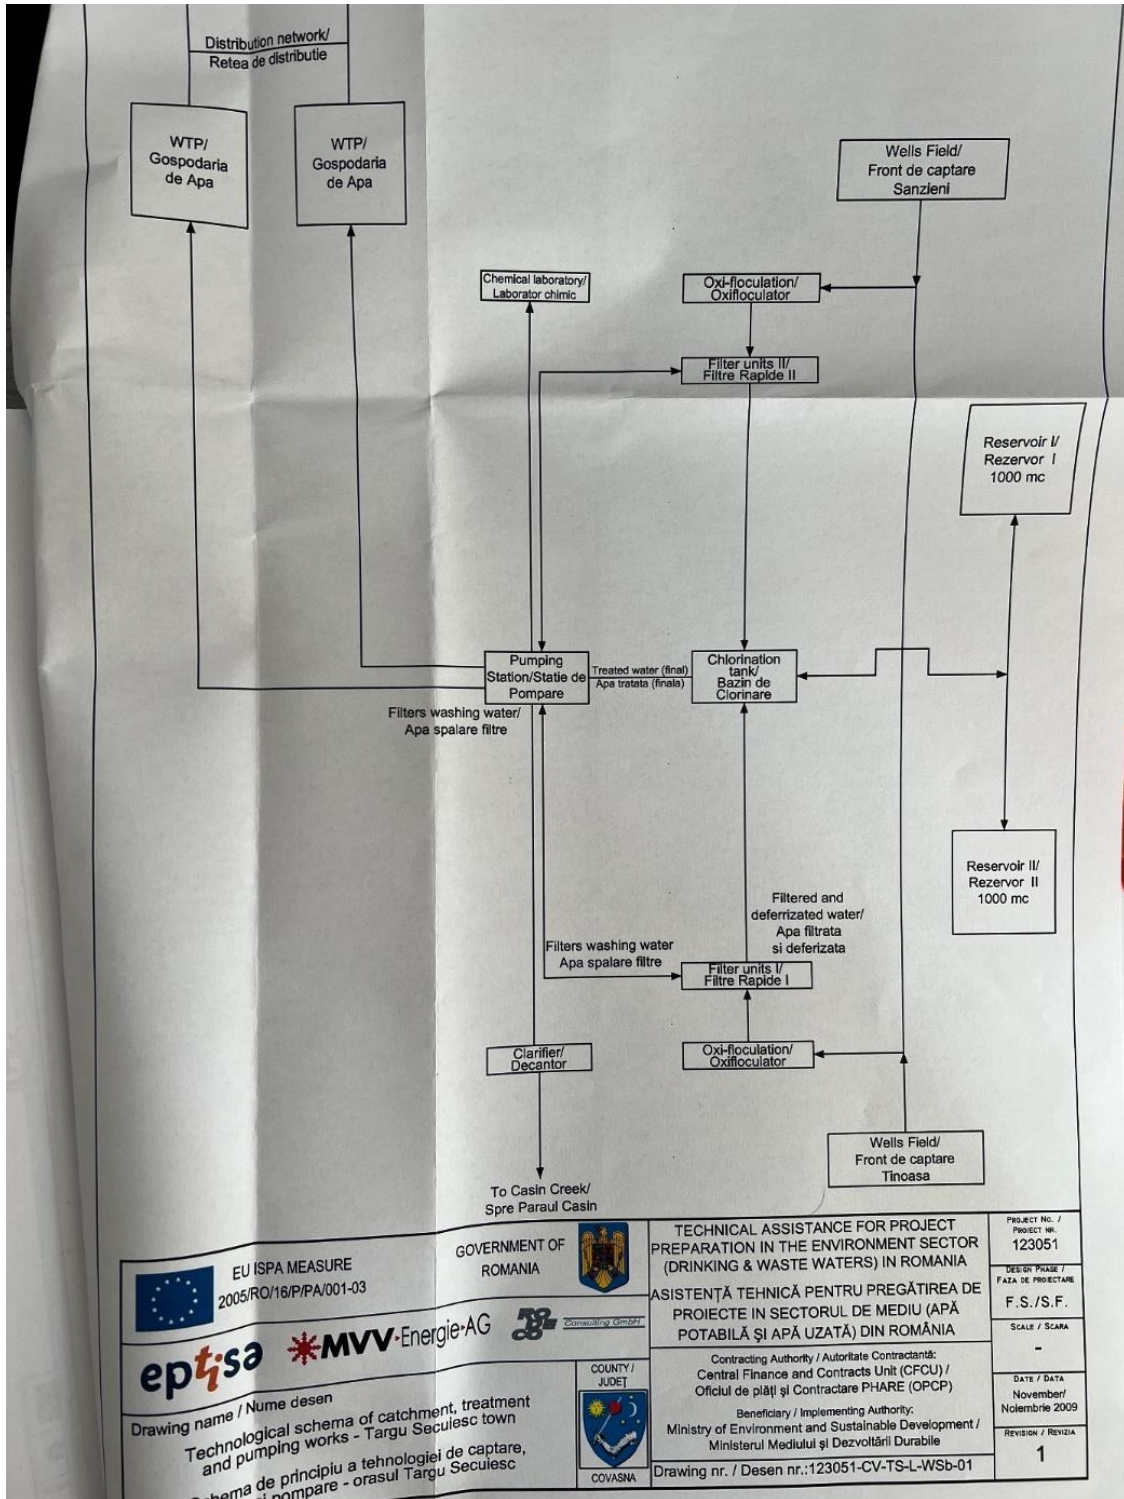 Distribution network/
Retea de distributie
WTP/
Gospodaria
de Apa
WTP/
Gospodaria
de Apa
Wells Field/
Front de captare
Sanzieni
Chemical laboratory/
Laborator chimic
Oxi-floculation/
Oxifloculator
Filter units II/
Filtre Rapide II
Reservoir I/
Rezervor I
1000 mc
Pumping
Station/Statie de
Pompare
Treated water (final)
Apa tratata (finala)
Chlorination
tank/
Bazin de
Clorinare
Filters washing water/
Apa spalare filtre
Reservoir II/
Rezervor II
1000 mc
Filtered and
deferrizated water/
Apa filtrata
si deferizata
Filters washing water
Apa spalare filtre
Filter units I/
Filtre Rapide I
Clarifier/
Decantor
Oxi-floculation/
Oxifloculator
Wells Field/
Front de captare
Tinoasa
To Casin Creek/
Spre Paraul Casin
EU ISPA MEASURE
2005/RO/16/P/PA/001-03
GOVERNMENT OF
ROMANIA
eptisa
MVV Energie AG
RODECO
Consulting GmbH
Drawing name / Nume desen
Technological schema of catchment, treatment
and pumping works - Targu Secuiesc town
hema de principiu a tehnologiei de captare,
pompare - orasul Targu Secuiesc
COUNTY /
JUDEŢ
COVASNA
TECHNICAL ASSISTANCE FOR PROJECT
PREPARATION IN THE ENVIRONMENT SECTOR
(DRINKING & WASTE WATERS) IN ROMANIA
ASISTENŢĂ TEHNICĂ PENTRU PREGĂTIREA DE
PROIECTE IN SECTORUL DE MEDIU (APĂ
POTABILĂ ŞI APĂ UZATĂ) DIN ROMÂNIA
Contracting Authority / Autoritate Contractantă:
Central Finance and Contracts Unit (CFCU) /
Oficiul de plăţi şi Contractare PHARE (OPCP)
Beneficiary / Implementing Authority:
Ministry of Environment and Sustainable Development /
Ministerul Mediului şi Dezvoltării Durabile
Drawing nr. / Desen nr.:123051-CV-TS-L-WSb-01
PROJECT NO. /
PROIECT NR.
123051
DESIGN PHASE /
FAZA DE PROIECTARE
F.S./S.F.
SCALE / SCARA
-
DATE / DATA
November/
Noiembrie 2009
REVISION / REVIZIA
1